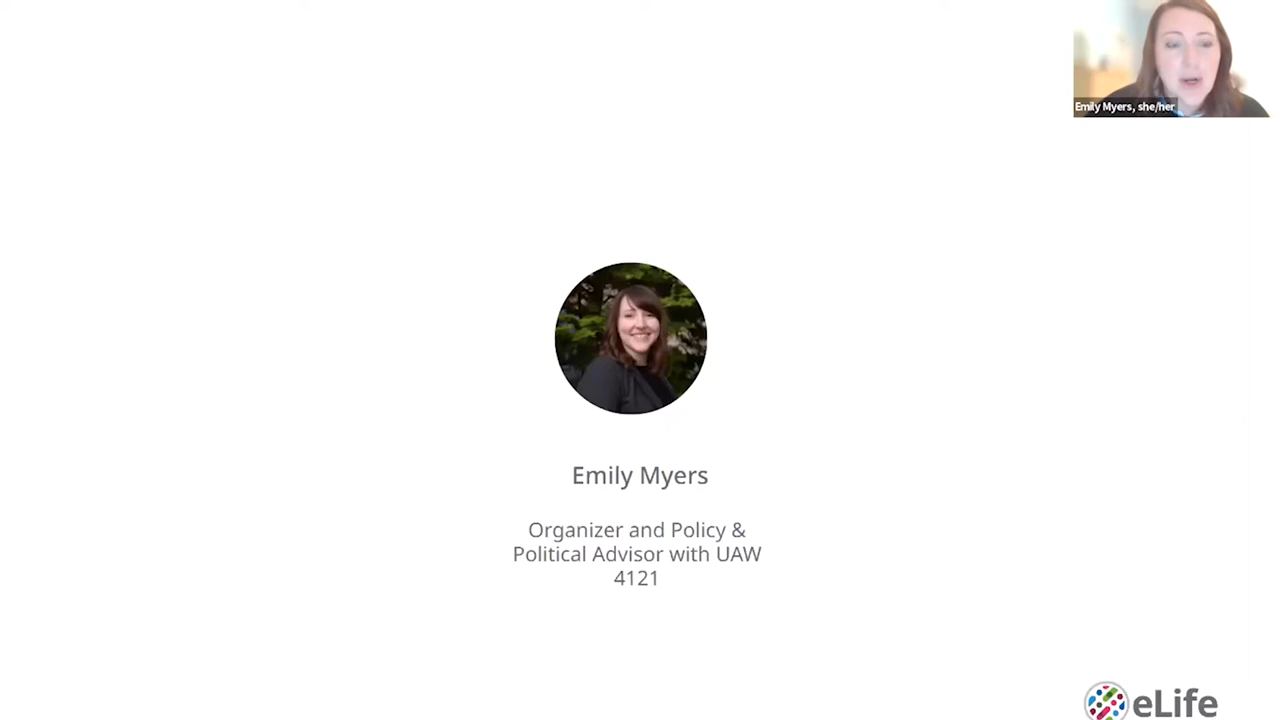 Emily Myers, she/her
Emily Myers
Organizer and Policy &
Political Advisor with UAW
4121
eLife